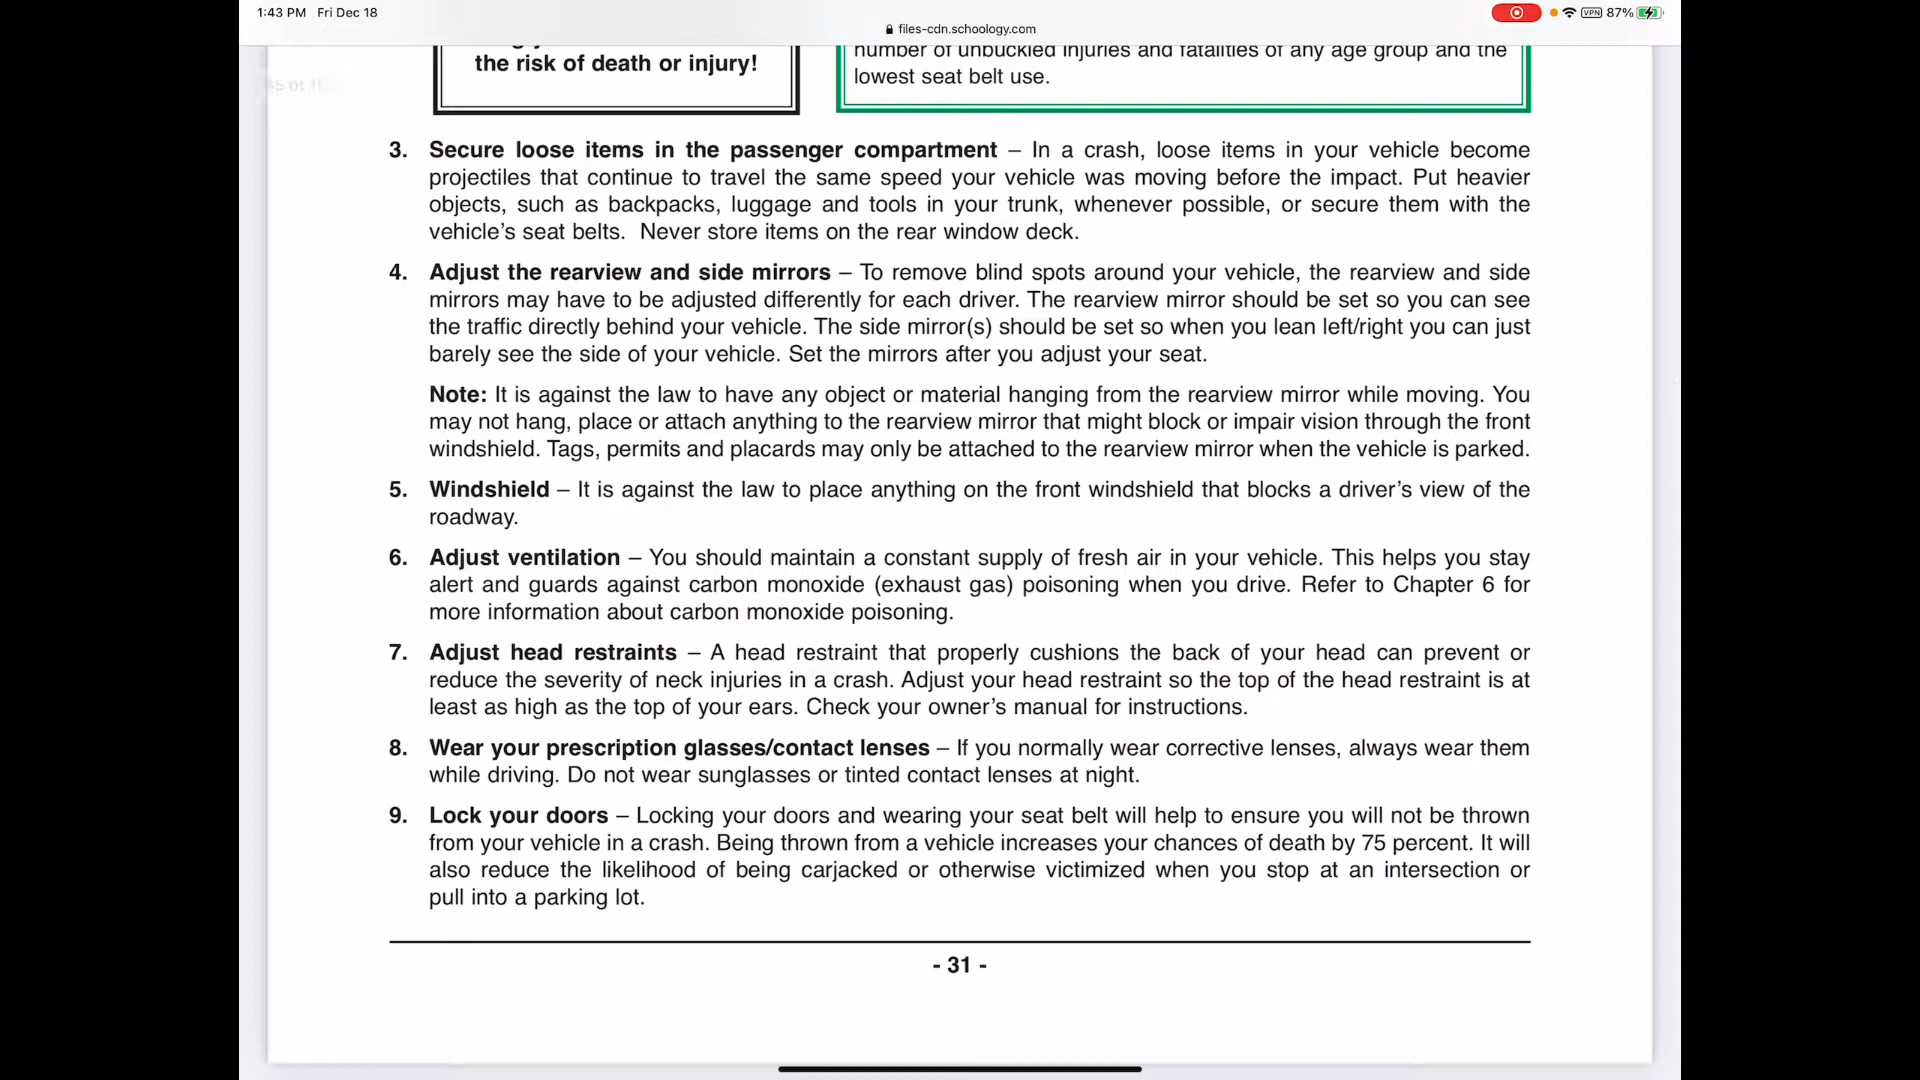 1:43 PM Fri Dec 18
87%
files-cdn.schoology.com
VPN
the risk of death or injury!
number of unbuckled injuries and fatalities of any age group and the
lowest seat belt use.
3. Secure loose items in the passenger compartment – In a crash, loose items in your vehicle become
projectiles that continue to travel the same speed your vehicle was moving before the impact. Put heavier
objects, such as backpacks, luggage and tools in your trunk, whenever possible, or secure them with the
vehicle's seat belts. Never store items on the rear window deck.
4. Adjust the rearview and side mirrors – To remove blind spots around your vehicle, the rearview and side
mirrors may have to be adjusted differently for each driver. The rearview mirror should be set so you can see
the traffic directly behind your vehicle. The side mirror(s) should be set so when you lean left/right you can just
barely see the side of your vehicle. Set the mirrors after you adjust your seat.
Note: It is against the law to have any object or material hanging from the rearview mirror while moving. You
may not hang, place or attach anything to the rearview mirror that might block or impair vision through the front
windshield. Tags, permits and placards may only be attached to the rearview mirror when the vehicle is parked.
5. Windshield – It is against the law to place anything on the front windshield that blocks a driver's view of the
roadway.
6. Adjust ventilation – You should maintain a constant supply of fresh air in your vehicle. This helps you stay
alert and guards against carbon monoxide (exhaust gas) poisoning when you drive. Refer to Chapter 6 for
more information about carbon monoxide poisoning.
7. Adjust head restraints – A head restraint that properly cushions the back of your head can prevent or
reduce the severity of neck injuries in a crash. Adjust your head restraint so the top of the head restraint is at
least as high as the top of your ears. Check your owner's manual for instructions.
8. Wear your prescription glasses/contact lenses – If you normally wear corrective lenses, always wear them
while driving. Do not wear sunglasses or tinted contact lenses at night.
9. Lock your doors – Locking your doors and wearing your seat belt will help to ensure you will not be thrown
from your vehicle in a crash. Being thrown from a vehicle increases your chances of death by 75 percent. It will
also reduce the likelihood of being carjacked or otherwise victimized when you stop at an intersection or
pull into a parking lot.
- 31 -